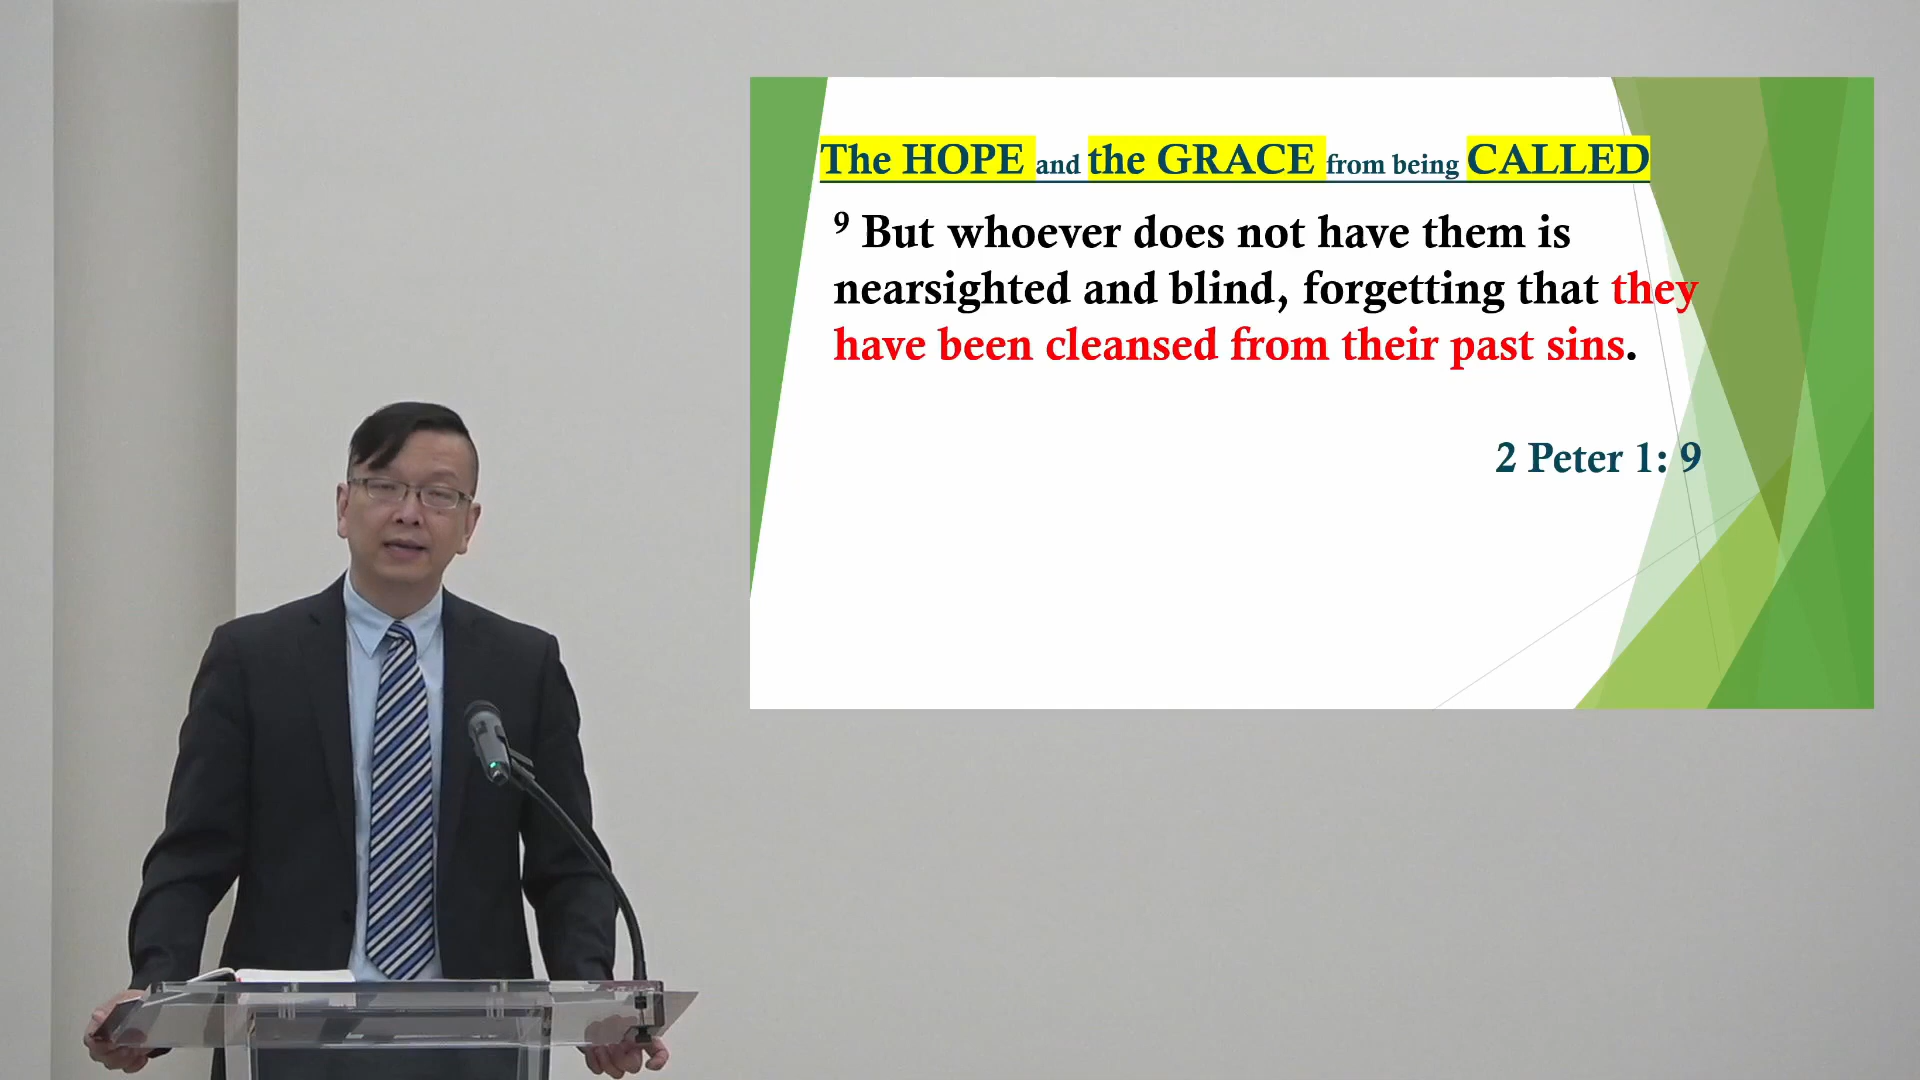 The HOPE and the GRACE from being CALLED
9 But whoever does not have them is
nearsighted and blind, forgetting that they
have been cleansed from their past sins.
2 Peter 1: 9